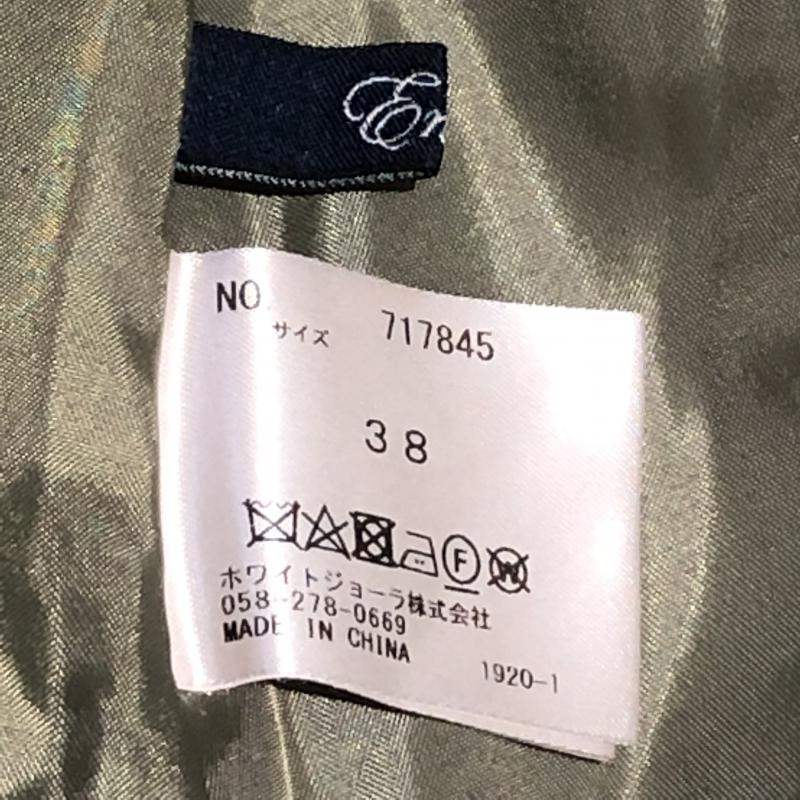 En
NO.
サイズ 717845
38
F W
ホワイトジョーラ株式会社
058-278-0669
MADE IN CHINA
1920-1